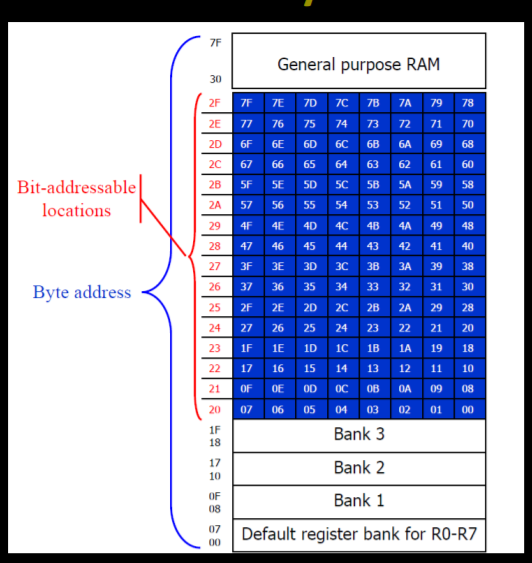 7F
General purpose RAM
30
2F 7F 7E 7D 7C 7B 7A 79 78
2E 77 76 75 74 73 72 71 70
2D 6F 6E 6D 6C 6B 6A 69 68
2C 67 66 65 64 63 62 61 60
Bit-addressable
locations
2B 5F 5E 5D 5C 5B 5A 59 58
2A 57 56 55 54 53 52 51 50
29 4F 4E 4D 4C 4B 4A 49 48
28 47 46 45 44 43 42 41 40
27 3F 3E 3D 3C 3B 3A 39 38
Byte address
26 37 36 35 34 33 32 31 30
25 2F 2E 2D 2C 2B 2A 29 28
24 27 26 25 24 23 22 21 20
23 1F 1E 1D 1C 1B 1A 19 18
22 17 16 15 14 13 12 11 10
21 0F 0E 0D 0C 0B 0A 09 08
20 07 06 05 04 03 02 01 00
1F
Bank 3
18
17
Bank 2
10
0F
Bank 1
08
07
Default register bank for R0-R7
00